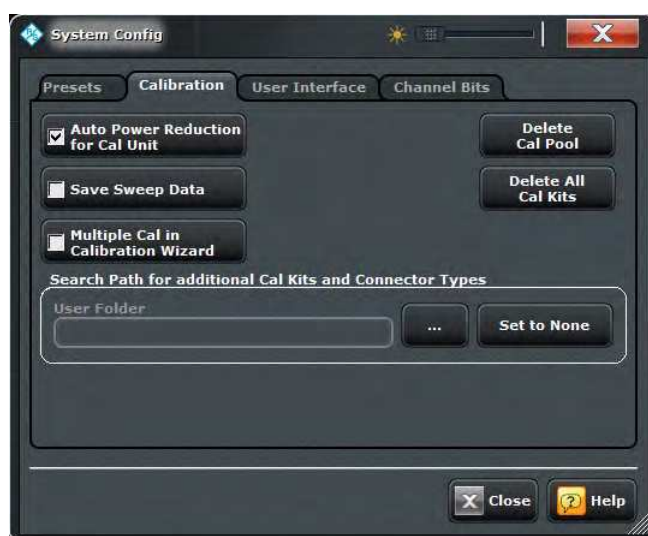 System Config
Presets Calibration User Interface Channel Bits
Auto Power Reduction
for Cal Unit
Delete
Cal Pool
Save Sweep Data
Delete All
Cal Kits
Multiple Cal in
Calibration Wizard
Search Path for additional Cal Kits and Connector Types
User Folder
...
Set to None
X Close
? Help